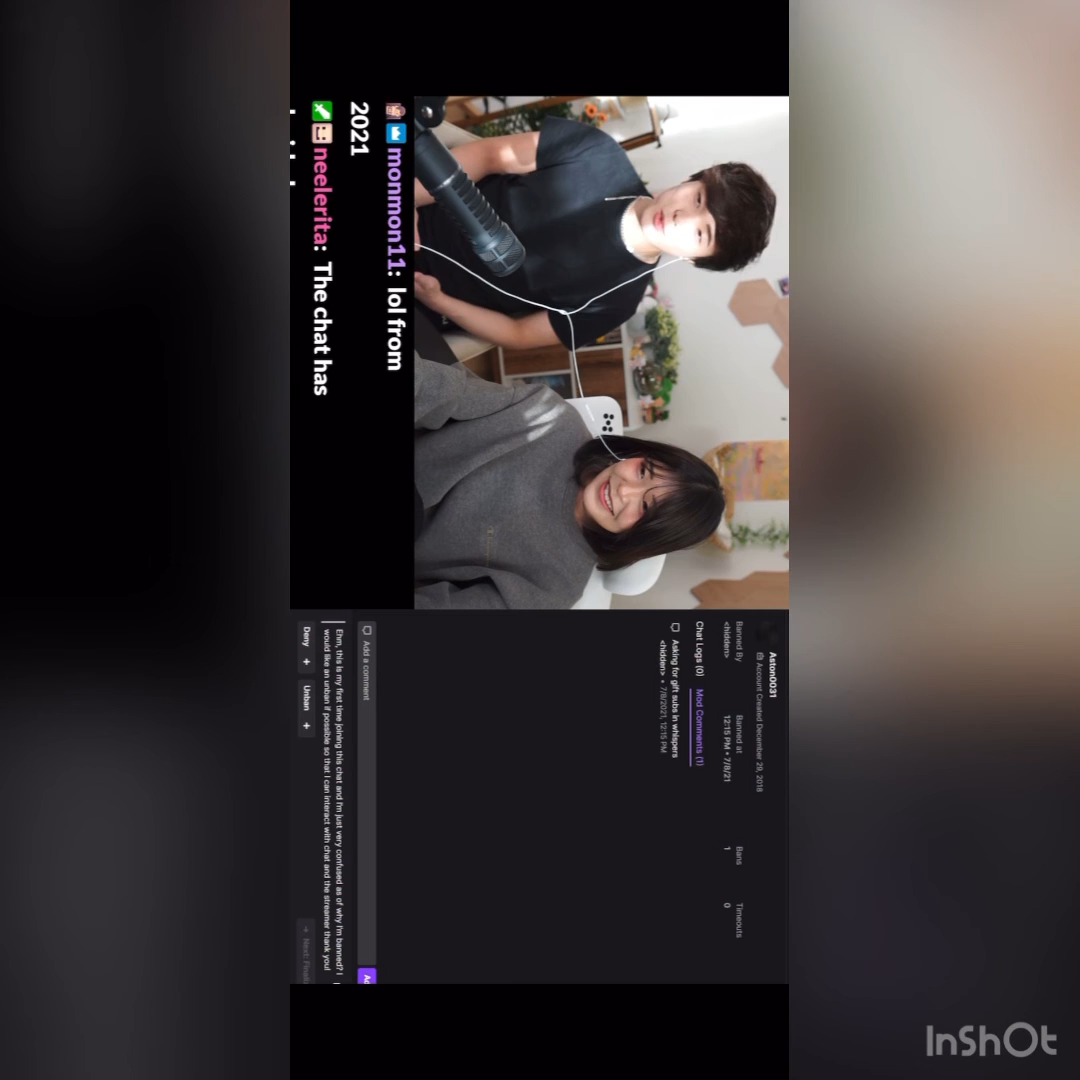 monmon11: lol from
2021
neelerita: The chat has
Aston0031
Account Created December 29, 2018
Banned By
<hidden>
Banned at
12:15 PM • 7/8/21
Bans
1
Timeouts
0
Chat Logs (0)
Mod Comments (1)
Asking for gift subs in whispers
<hidden> • 7/8/2021, 12:15 PM
Add a comment
Ehm, this is my first time joining this chat and I'm just very confused as of why I'm banned? I
would like an unban if possible so that I can interact with chat and the streamer thank you!
Deny +
Unban +
Next:
InShOt